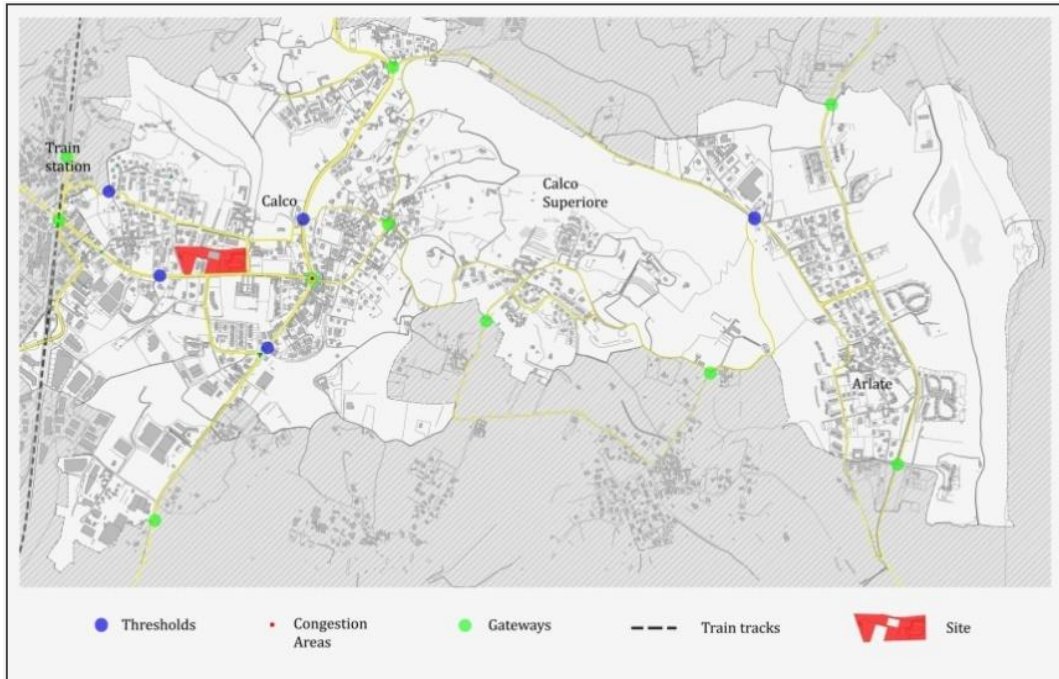 Train
station
Calco
Calco
Superiore
Arlate
Thresholds
Congestion
Areas
Gateways
Train tracks
Site